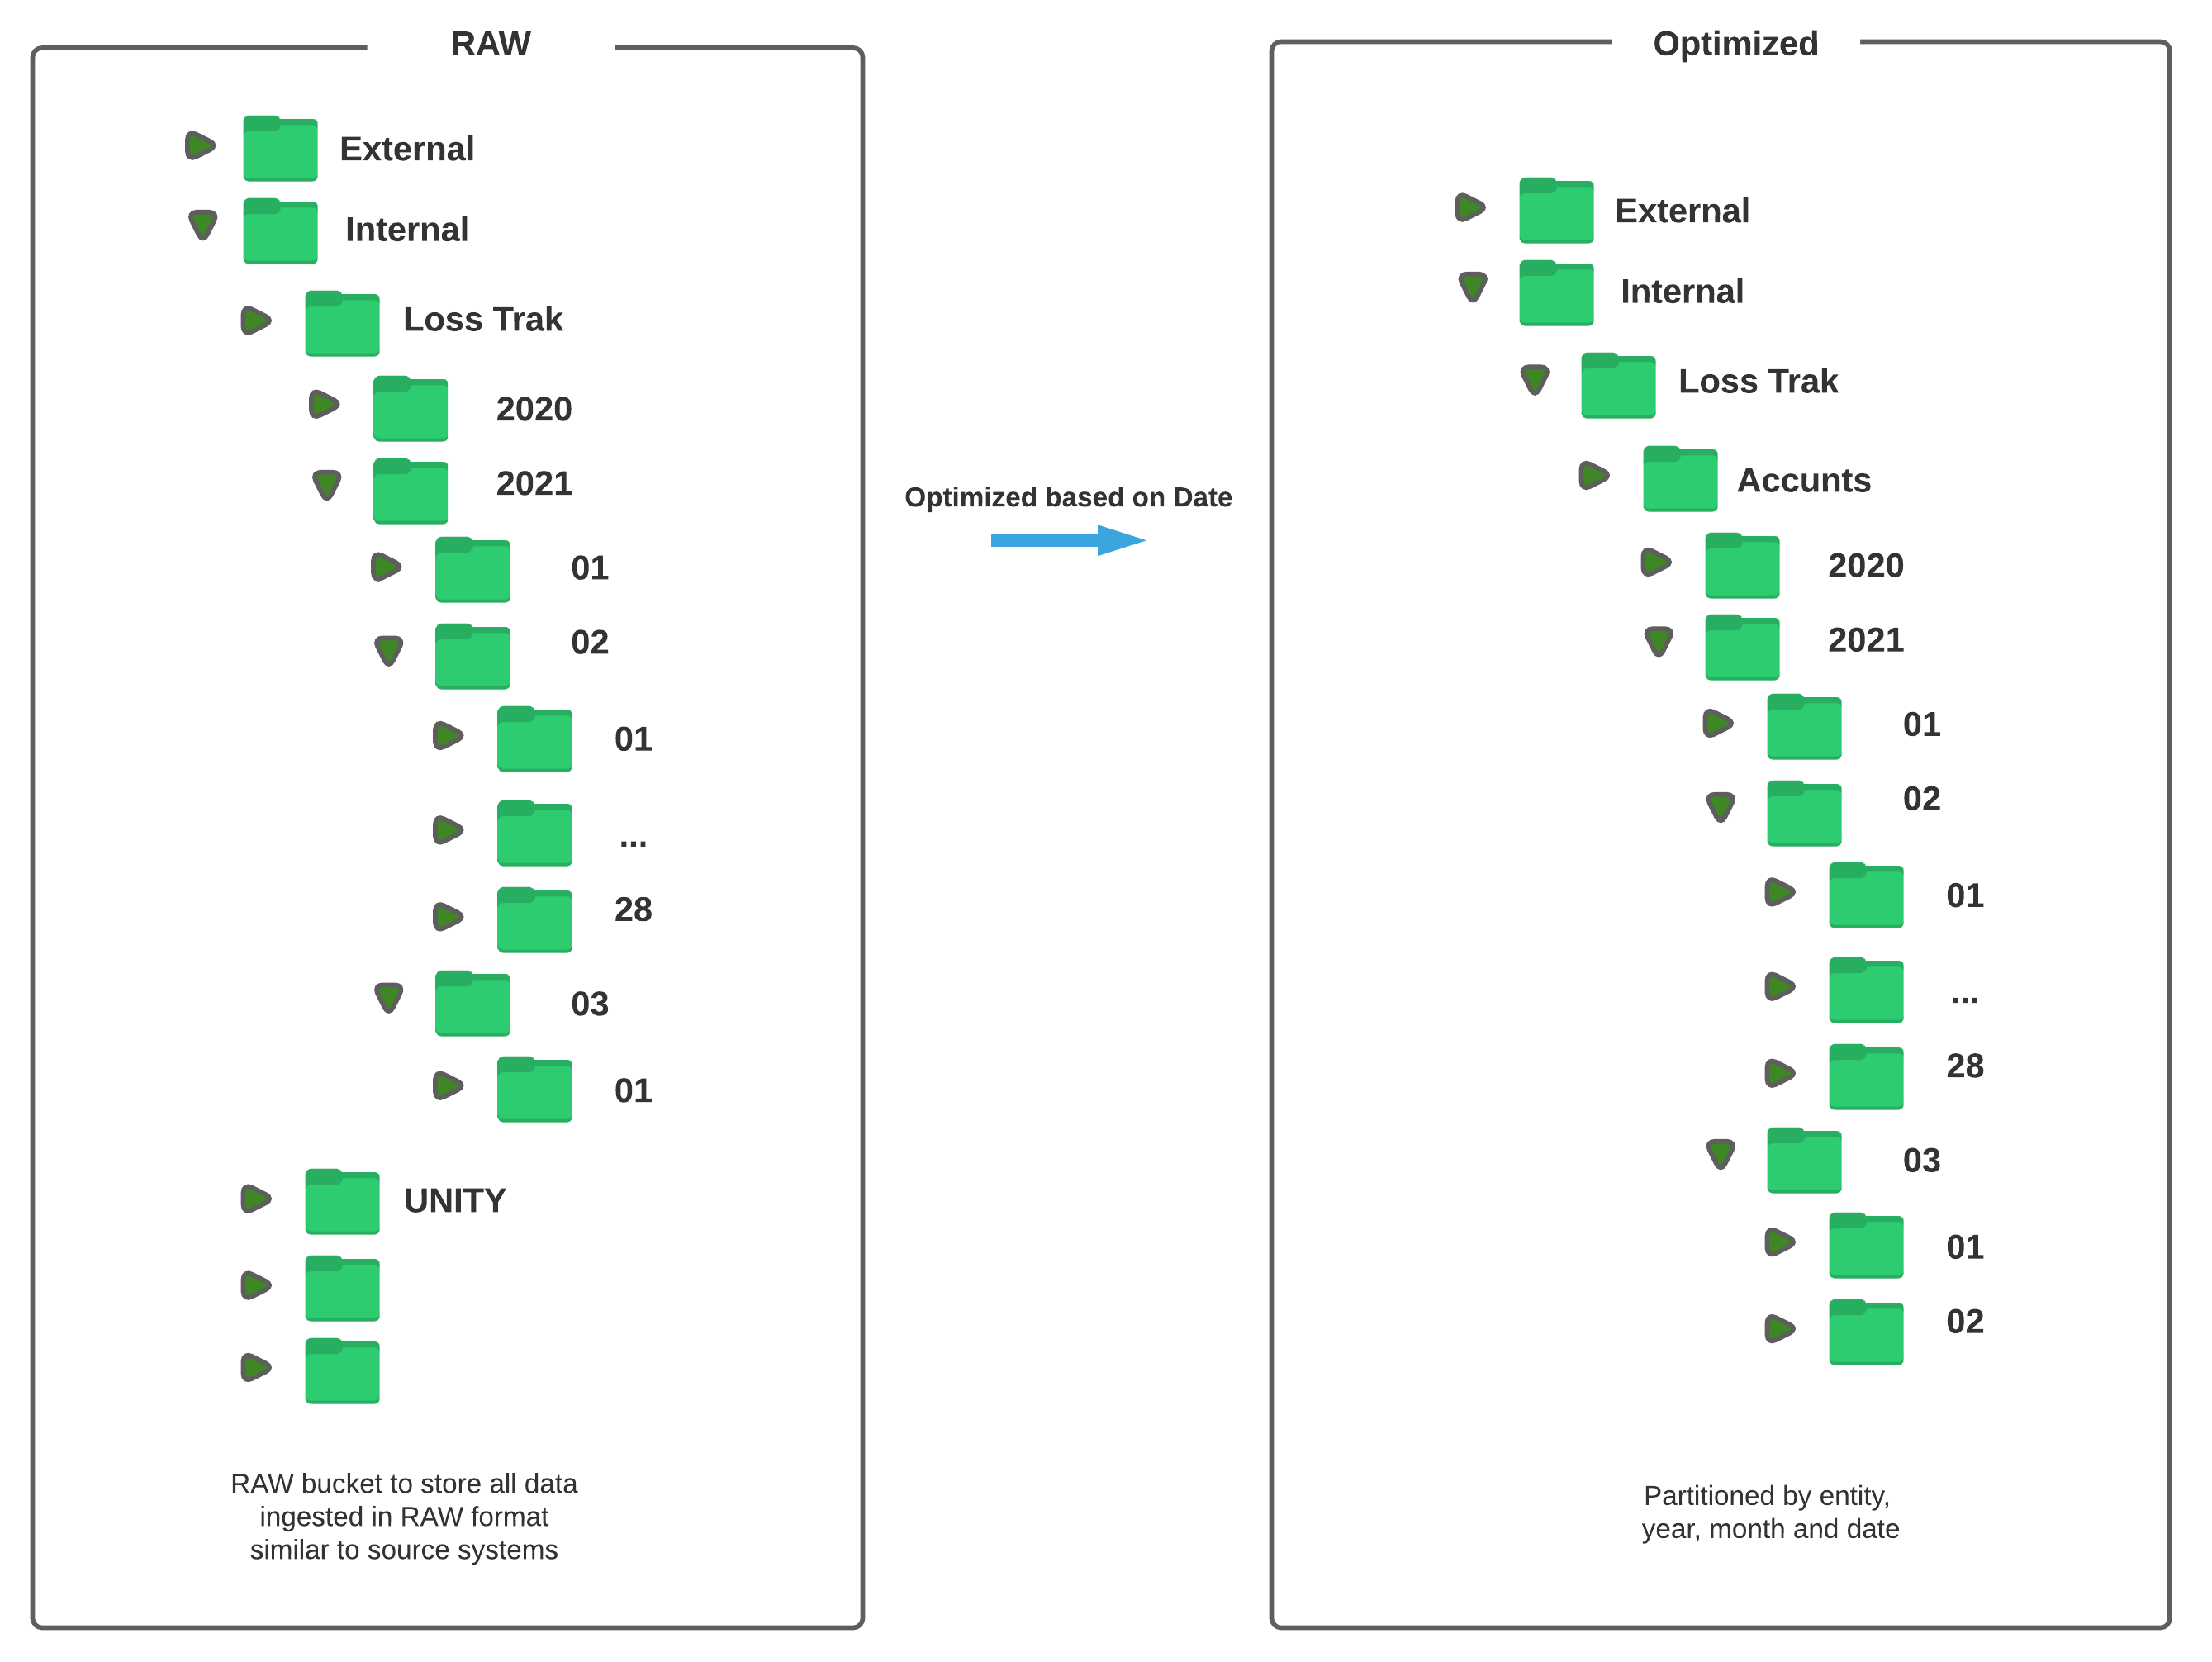 RAW
External
Internal
Loss Trak
2020
2021
01
02
01
...
28
03
01
UNITY
RAW bucket to store all data
ingested in RAW format
similar to source systems
Optimized based on Date
Optimized
External
Internal
Loss Trak
Accunts
2020
2021
01
02
01
...
28
03
01
02
Partitioned by entity,
year, month and date